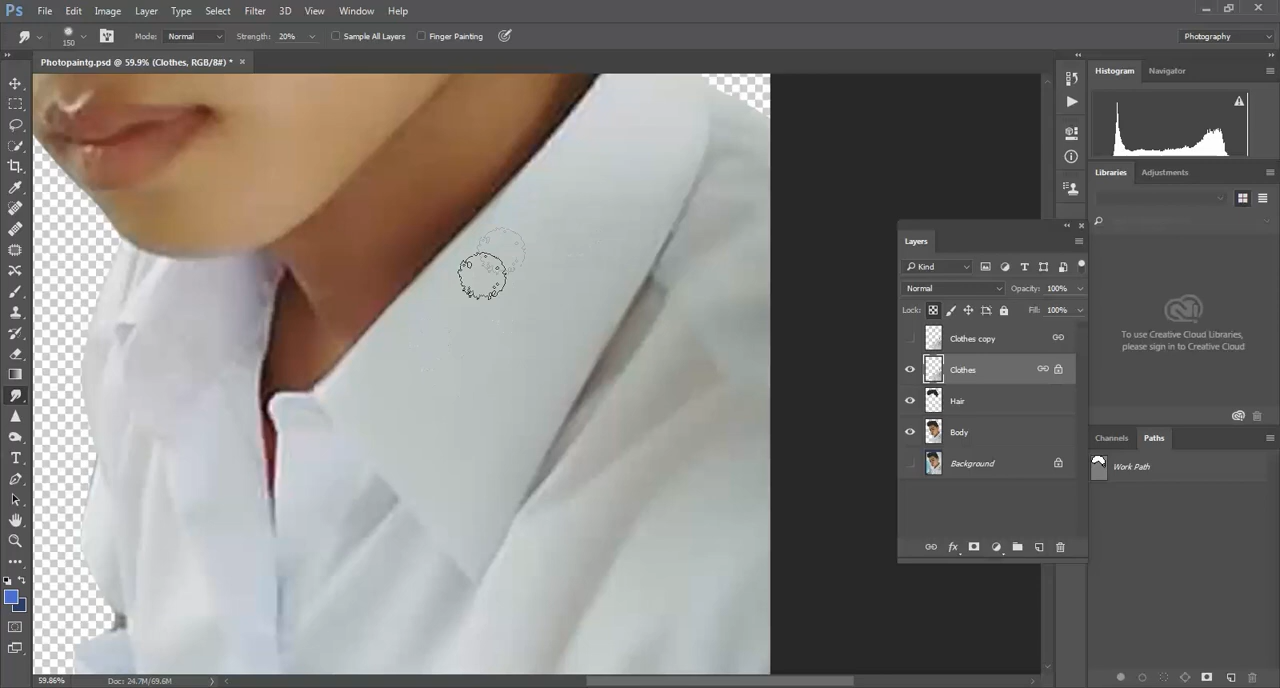 Ps File Edit Image Layer Type Select Filter 3D View Window Help
150 Mode: Normal Strength: 20% Sample All Layers Finger Painting Photography
Photopaintg.psd @ 59.9% (Clothes, RGB/8#) * ×
Histogram Navigator
Libraries Adjustments
To use Creative Cloud Libraries,
please sign in to Creative Cloud
Layers
Kind
Normal Opacity: 100%
Lock: Fill: 100%
Clothes copy
Clothes
Hair
Body
Background
fx
Channels Paths
Work Path
59.86% Doc: 24.7M/69.6M